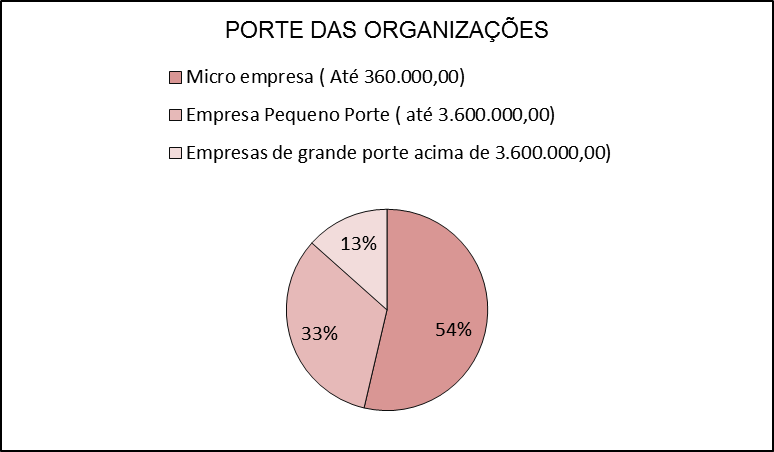 PORTE DAS ORGANIZAÇÕES
Micro empresa ( Até 360.000,00)
Empresa Pequeno Porte ( até 3.600.000,00)
Empresas de grande porte acima de 3.600.000,00)
13%
33%
54%